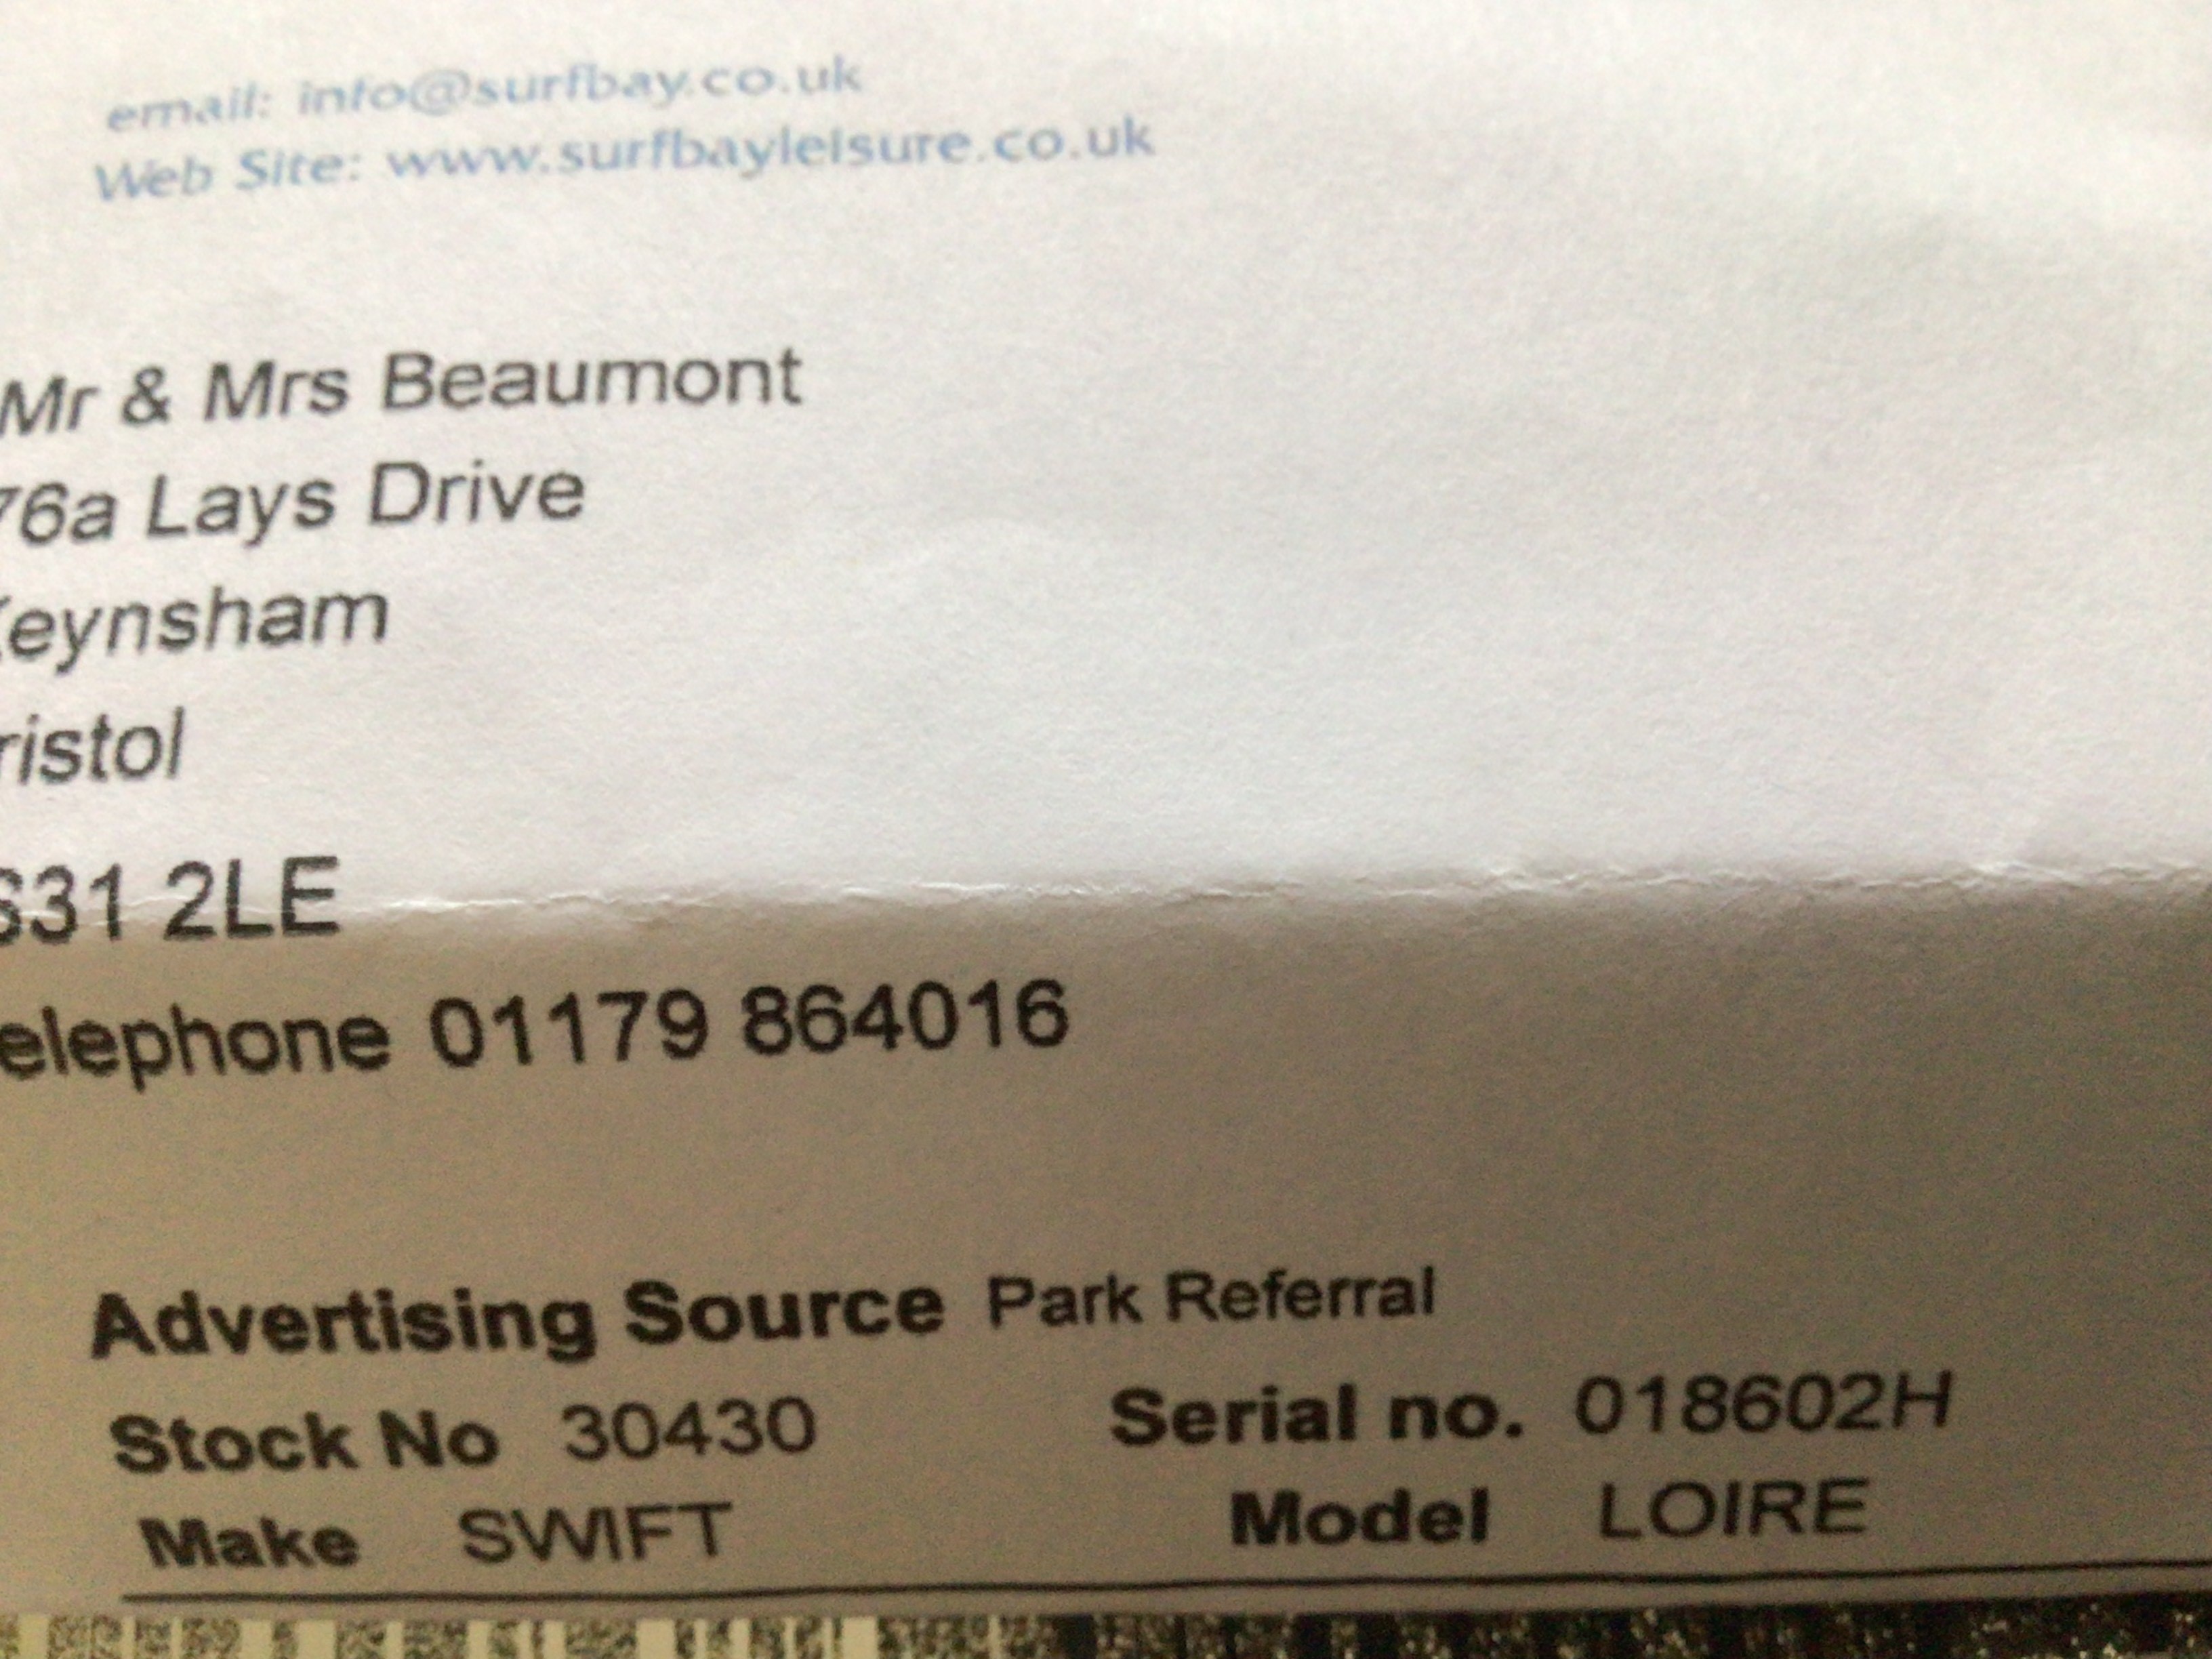 email: info@surfbay.co.uk
Web Site: www.surfbayleisure.co.uk
Mr & Mrs Beaumont
76a Lays Drive
Keynsham
ristol
S31 2LE
elephone 01179 864016
Advertising Source Park Referral
Stock No 30430 Serial no. 018602H
Make SWIFT Model LOIRE